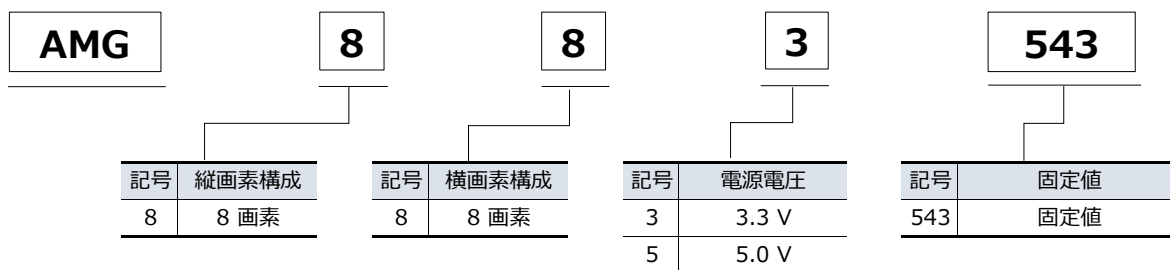 AMG 8 8 3 543
記号 縦画素構成 記号 横画素構成 記号 電源電圧 記号 固定値
8 8 画素 8 8 画素 3 3.3 V 543 固定値
5 5.0 V